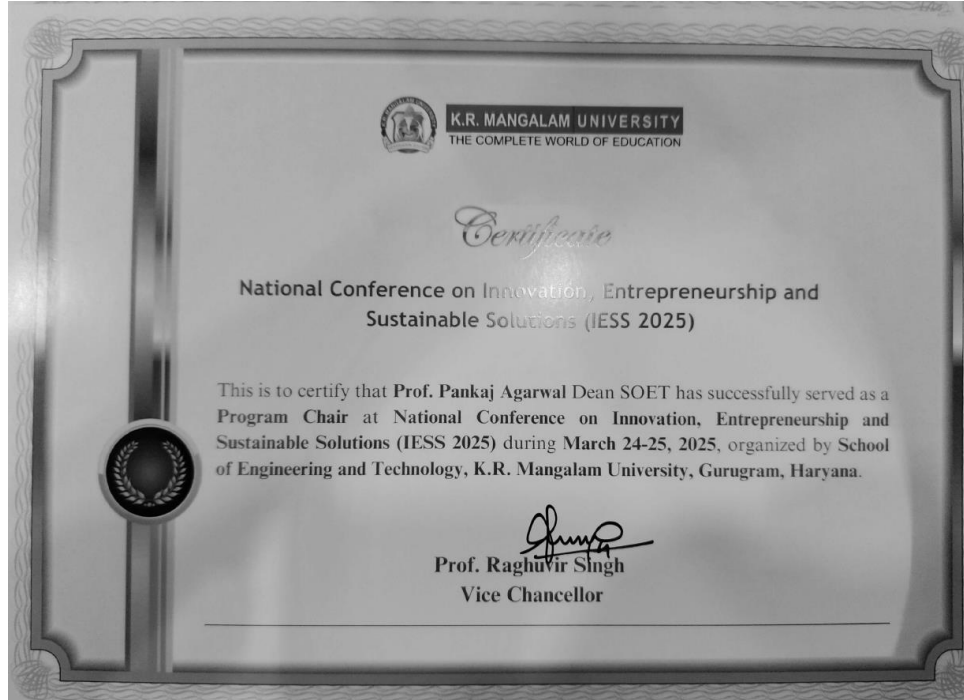 K.R. MANGALAM UNIVERSITY
THE COMPLETE WORLD OF EDUCATION
Certificate
National Conference on Innovation, Entrepreneurship and
Sustainable Solutions (IESS 2025)
This is to certify that Prof. Pankaj Agarwal Dean SOET has successfully served as a
Program Chair at National Conference on Innovation, Entrepreneurship and
Sustainable Solutions (IESS 2025) during March 24-25, 2025, organized by School
of Engineering and Technology, K.R. Mangalam University, Gurugram, Haryana.
Prof. Raghuvir Singh
Vice Chancellor